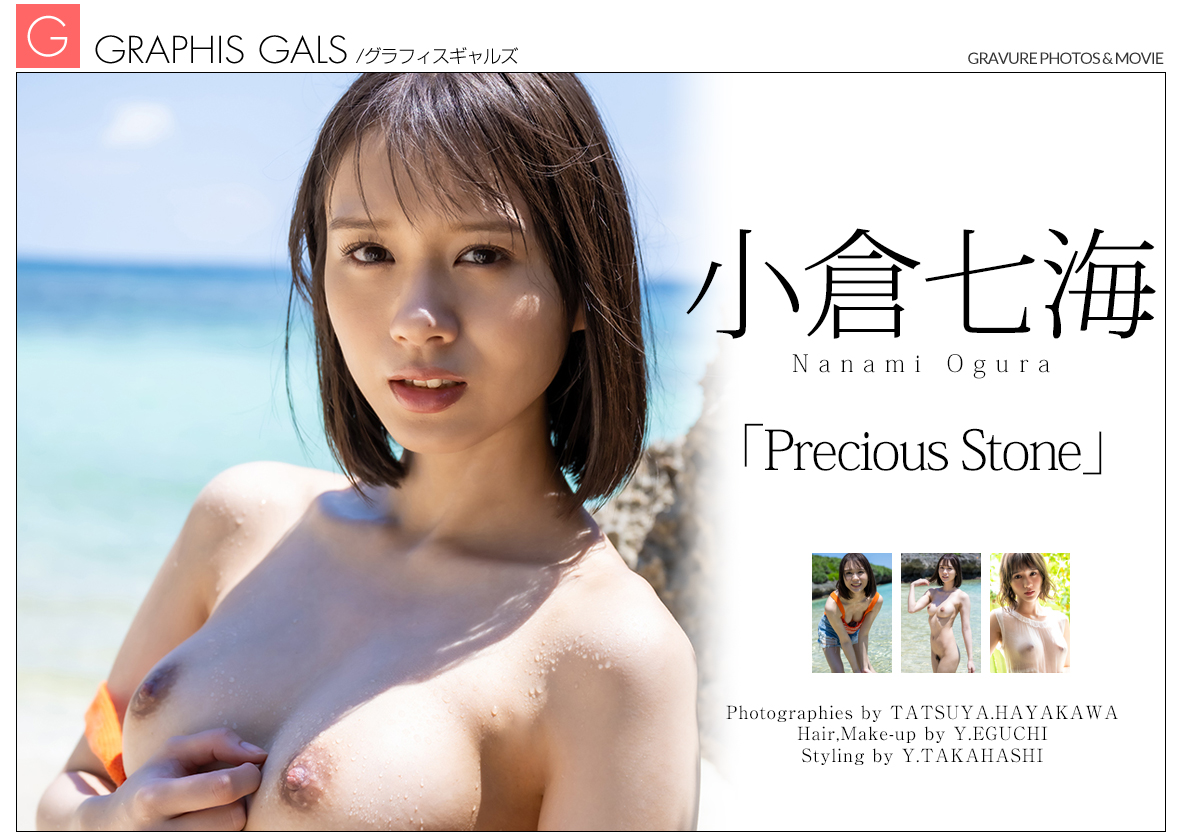 G
GRAPHIS GALS /グラフィスギャルズ
GRAVURE PHOTOS & MOVIE
小倉七海
Nanami Ogura
「Precious Stone」
Photographies by TATSUYA.HAYAKAWA
Hair,Make-up by Y.EGUCHI
Styling by Y.TAKAHASHI